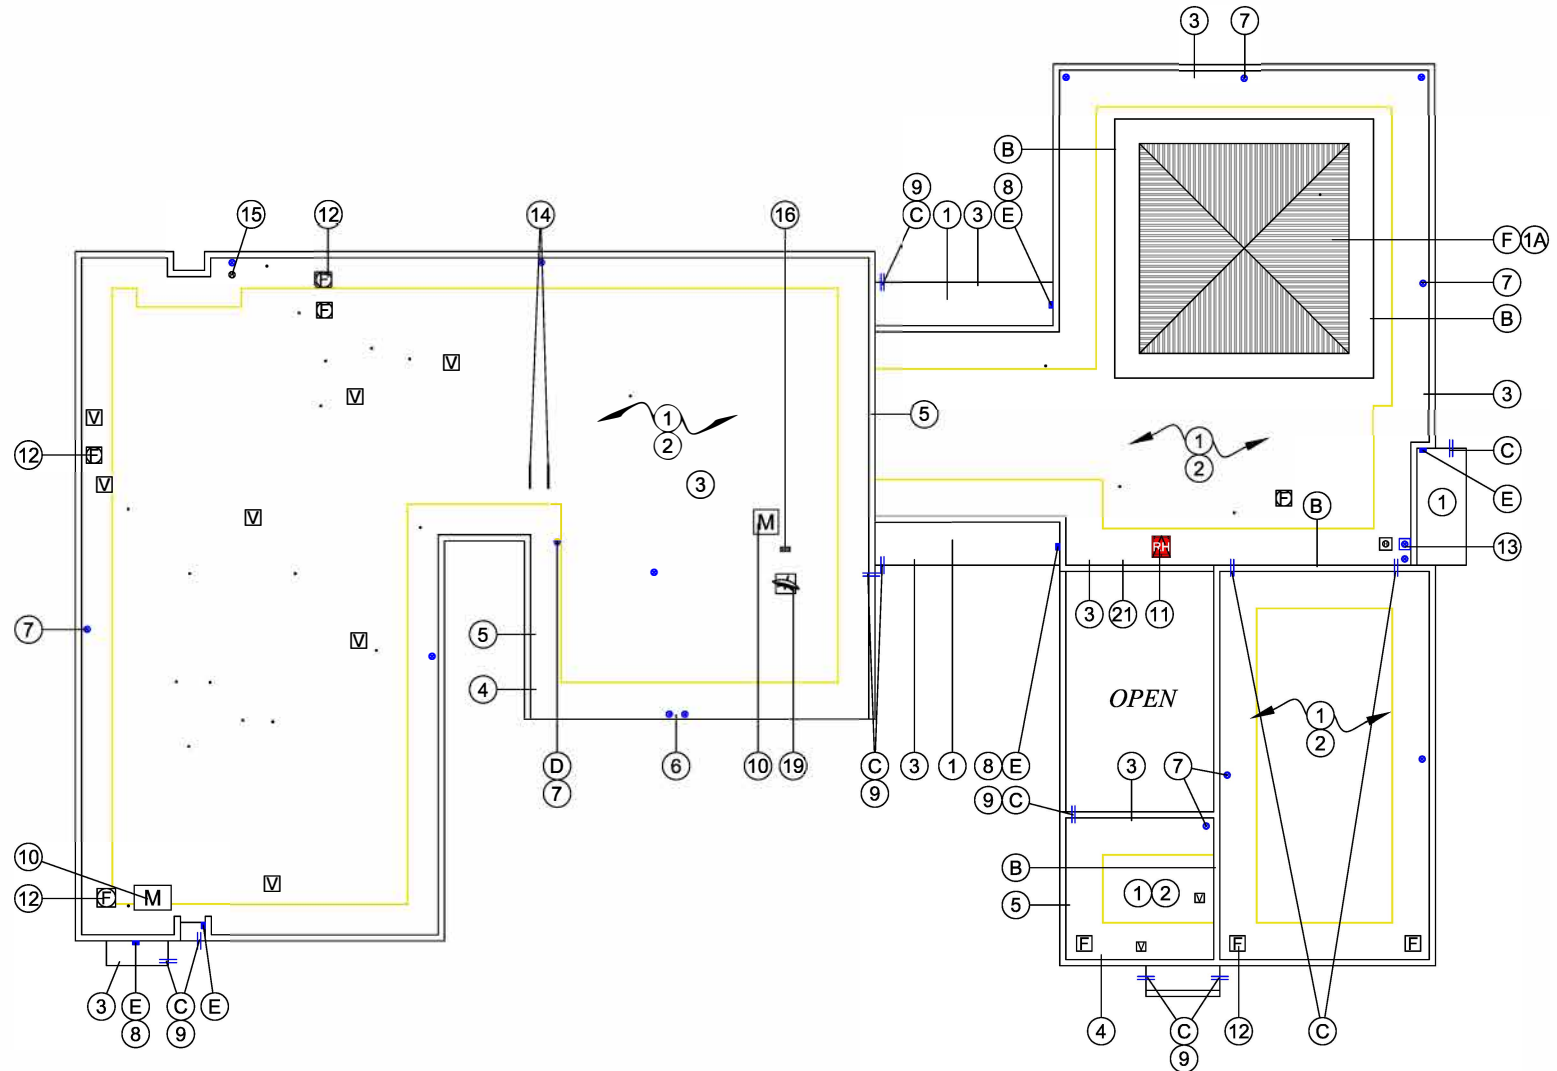 3 7
B
9 8
C 1 3 E
15 12 14 16
F 1A
F
7
F
B
V
V
3
V
1
2
5
1
2
C
12 F
V
3
F
B
E
1
V
M
RH
13
3 21 11
7
5
V
4
OPEN
1
2
6 10 19 C 3 1 8 E 3 7
D
7
9 9 C
10
B
V
12 F M
1 2
V
5
F V F F
3 E C E
8 9
4 C 12 C
9